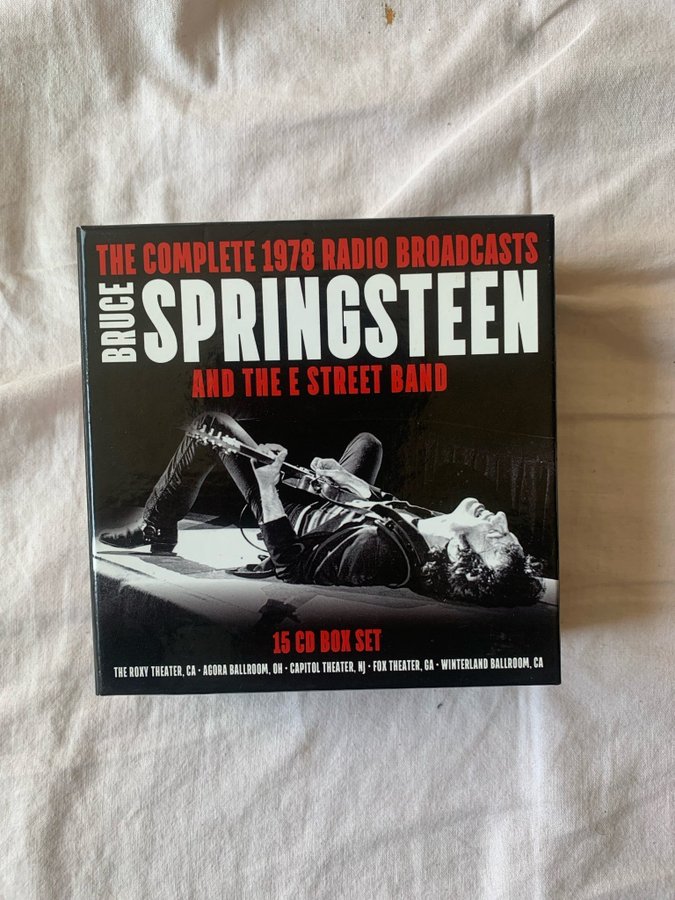 THE COMPLETE 1978 RADIO BROADCASTS
BRUCE
SPRINGSTEEN
AND THE E STREET BAND
15 CD BOX SET
THE ROXY THEATER, CA • AGORA BALLROOM, OH • CAPITOL THEATER, NJ • FOX THEATER, GA • WINTERLAND BALLROOM, CA